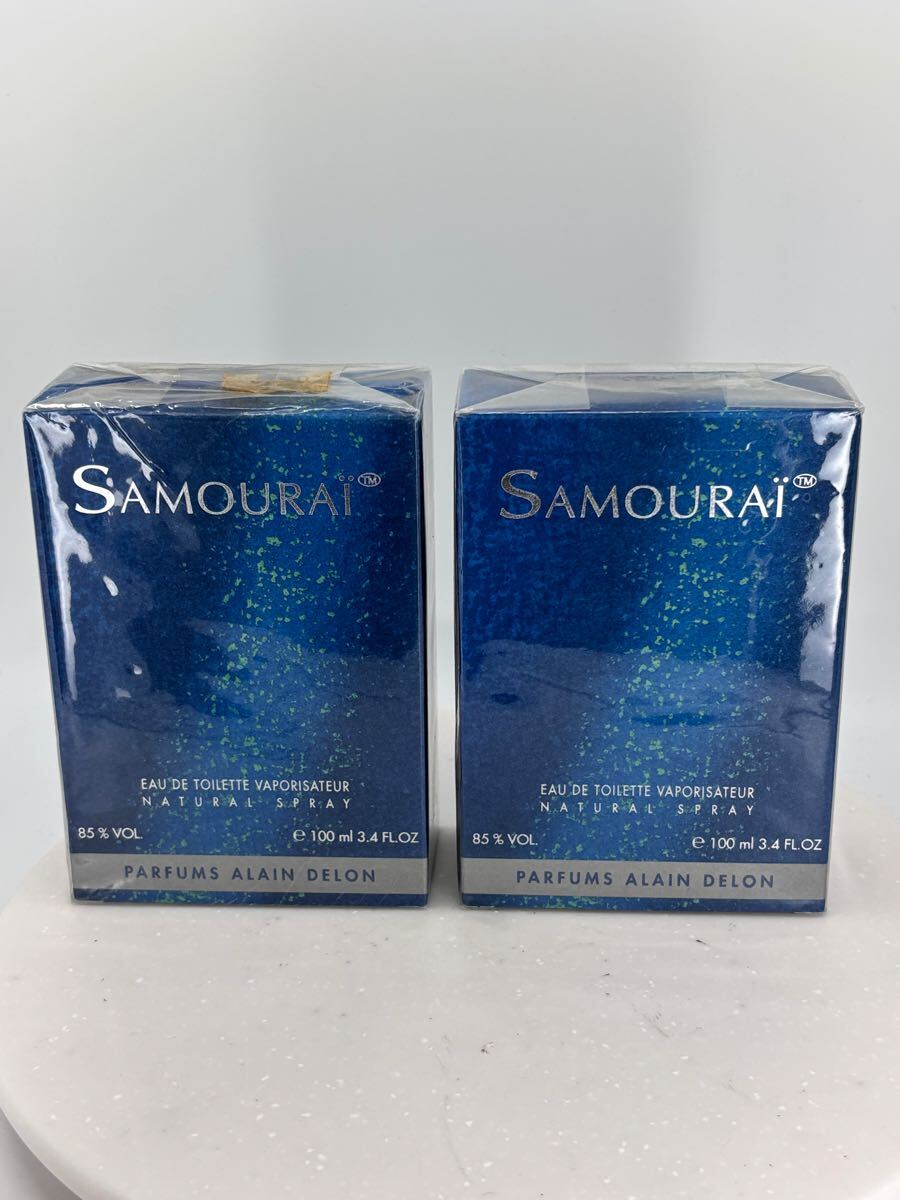 SAMOURAÏ™
EAU DE TOILETTE VAPORISATEUR
NATURAL SPRAY
85 % VOL.
℮ 100 ml 3.4 FL.OZ
PARFUMS ALAIN DELON
SAMOURAÏ™
EAU DE TOILETTE VAPORISATEUR
NATURAL SPRAY
85 % VOL.
℮ 100 ml 3.4 FL.OZ
PARFUMS ALAIN DELON